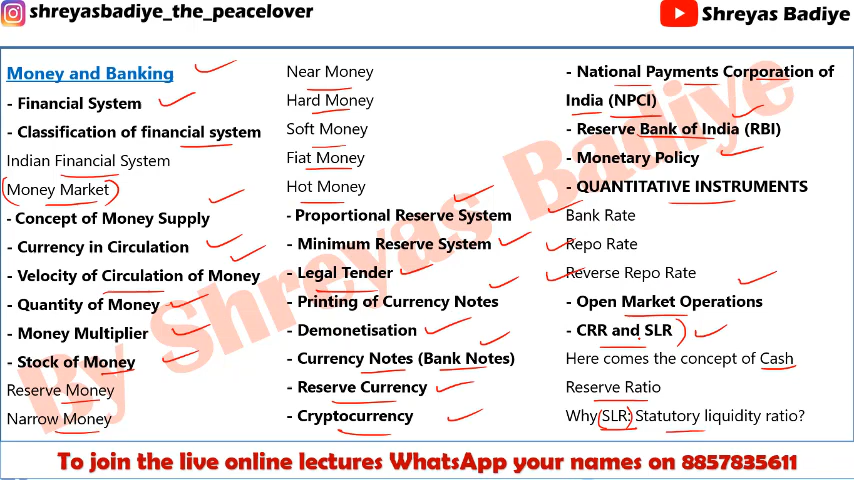 shreyasbadiye_the_peacelover
Shreyas Badiye
Money and Banking
- Financial System
- Classification of financial system
Indian Financial System
Money Market
- Concept of Money Supply
- Currency in Circulation
- Velocity of Circulation of Money
- Quantity of Money
- Money Multiplier
- Stock of Money
Reserve Money
Narrow Money
Near Money
Hard Money
Soft Money
Fiat Money
Hot Money
- Proportional Reserve System
- Minimum Reserve System
- Legal Tender
- Printing of Currency Notes
- Demonetisation
- Currency Notes (Bank Notes)
- Reserve Currency
- Cryptocurrency
- National Payments Corporation of
India (NPCI)
- Reserve Bank of India (RBI)
- Monetary Policy
- QUANTITATIVE INSTRUMENTS
Bank Rate
Repo Rate
Reverse Repo Rate
- Open Market Operations
- CRR and SLR
Here comes the concept of Cash
Reserve Ratio
Why SLR: Statutory liquidity ratio?
By Shreyas Badiye
To join the live online lectures WhatsApp your names on 8857835611